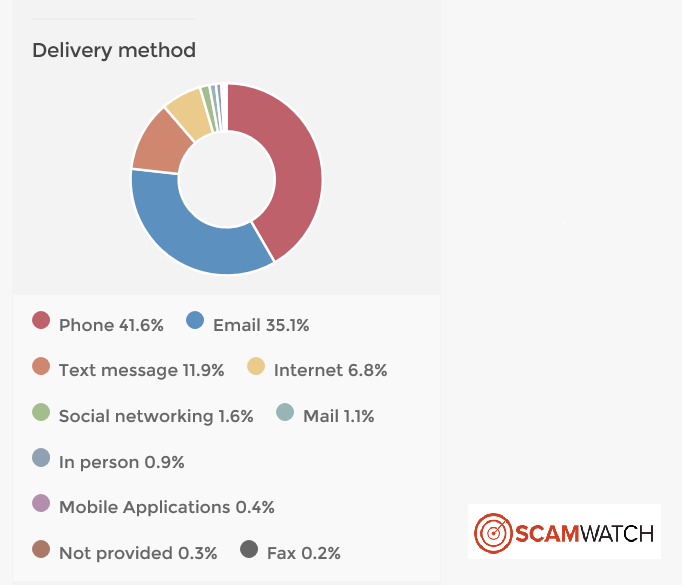 Delivery method
Phone 41.6% Email 35.1%
Text message 11.9% Internet 6.8%
Social networking 1.6% Mail 1.1%
In person 0.9%
Mobile Applications 0.4%
Not provided 0.3% Fax 0.2%
SCAMWATCH